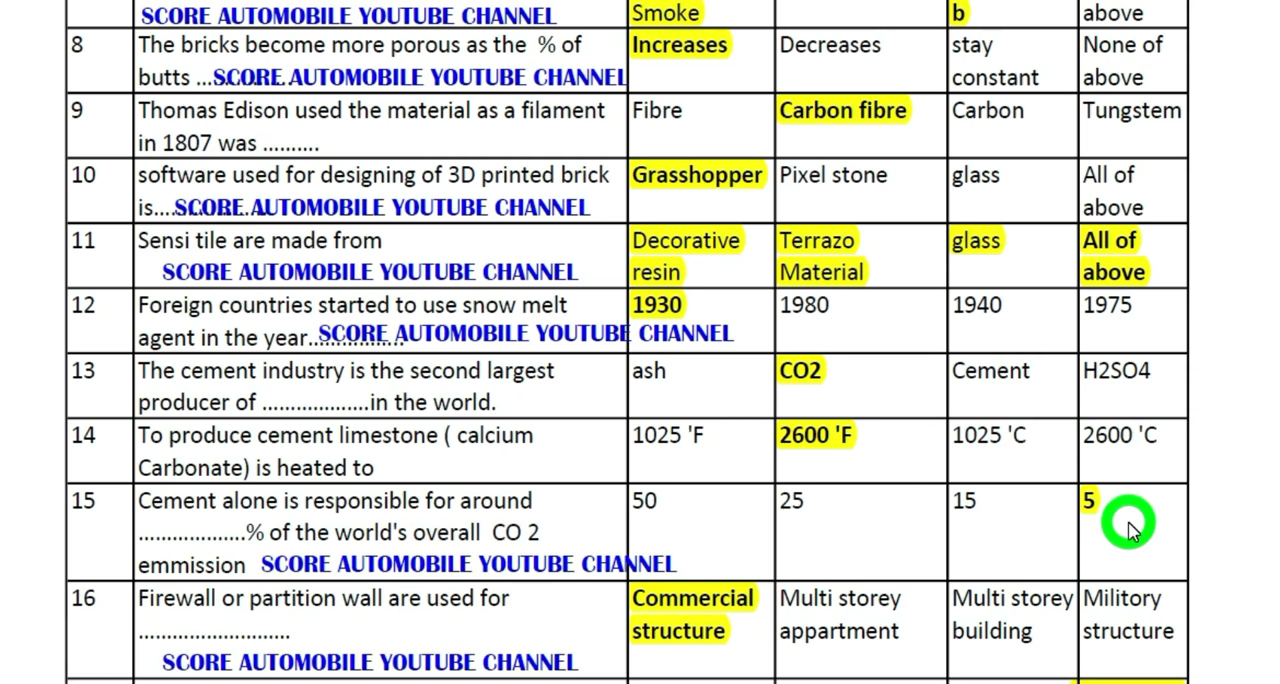 SCORE AUTOMOBILE YOUTUBE CHANNEL Smoke b above
8 The bricks become more porous as the % of Increases Decreases stay None of
butts ... SCORE AUTOMOBILE YOUTUBE CHANNEL constant above
9 Thomas Edison used the material as a filament Fibre Carbon fibre Carbon Tungstem
in 1807 was ..........
10 software used for designing of 3D printed brick Grasshopper Pixel stone glass All of
is.... SCORE AUTOMOBILE YOUTUBE CHANNEL above
11 Sensi tile are made from Decorative Terrazo glass All of
SCORE AUTOMOBILE YOUTUBE CHANNEL resin Material above
12 Foreign countries started to use snow melt 1930 1980 1940 1975
agent in the year................ SCORE AUTOMOBILE YOUTUBE CHANNEL
13 The cement industry is the second largest ash CO2 Cement H2SO4
producer of ...................in the world.
14 To produce cement limestone ( calcium 1025 'F 2600 'F 1025 'C 2600 'C
Carbonate) is heated to
15 Cement alone is responsible for around 50 25 15 5
...................% of the world's overall CO 2
emmission SCORE AUTOMOBILE YOUTUBE CHANNEL
16 Firewall or partition wall are used for Commercial Multi storey Multi storey Military
........................... structure appartment building structure
SCORE AUTOMOBILE YOUTUBE CHANNEL